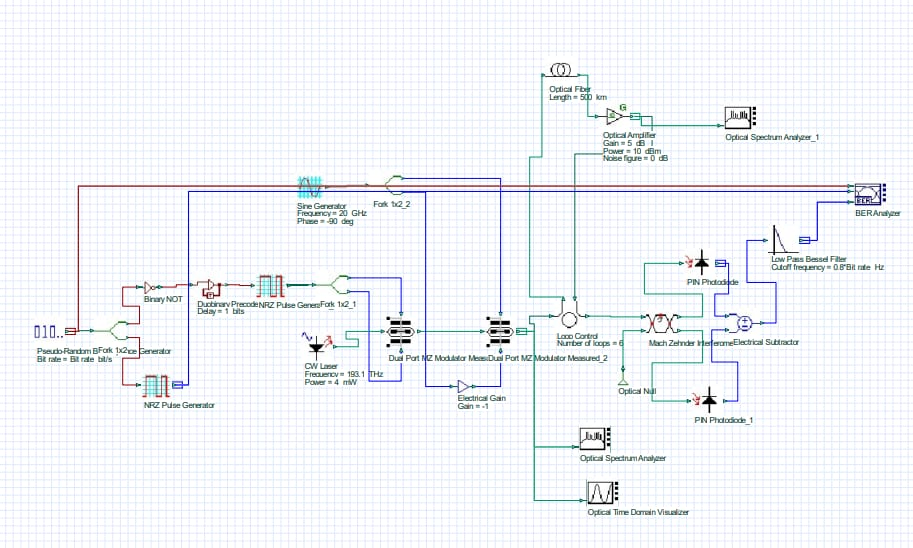 Optical Fiber
Length = 500 km
G
Optical Amplifier
Gain = 5 dB
Power = 10 dBm
Noise figure = 0 dB
Optical Spectrum Analyzer_1
Sine Generator
Frequency = 20 GHz
Phase = -90 deg
Fork 1x2_2
BER
BER Analyzer
Low Pass Bessel Filter
Cutoff frequency = 0.8*Bit rate Hz
PIN Photodiode
Binary NOT
Duobinary Precode
Delay = 1 bits
NRZ Pulse Genera
Fork 1x2_1
Pseudo-Random B
Fork 1x2
ce Generator
Bit rate = Bit rate bit/s
CW Laser
Frequency = 193.1 THz
Power = 4 mW
Dual Port MZ Modulator Measu
Dual Port MZ Modulator Measured_2
Loop Control
Number of loops = 6
Mach Zehnder Interferome
Electrical Subtractor
Optical Null
NRZ Pulse Generator
Electrical Gain
Gain = -1
PIN Photodiode_1
Optical Spectrum Analyzer
Optical Time Domain Visualizer